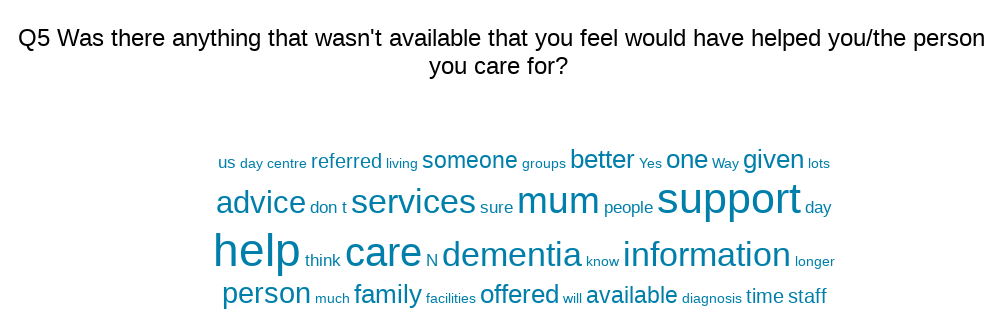 Q5 Was there anything that wasn't available that you feel would have helped you/the person
you care for?
us day centre referred living someone groups better Yes one Way given lots
advice don t services sure mum people support day
help think care N dementia know information longer
person much family facilities offered will available diagnosis time staff